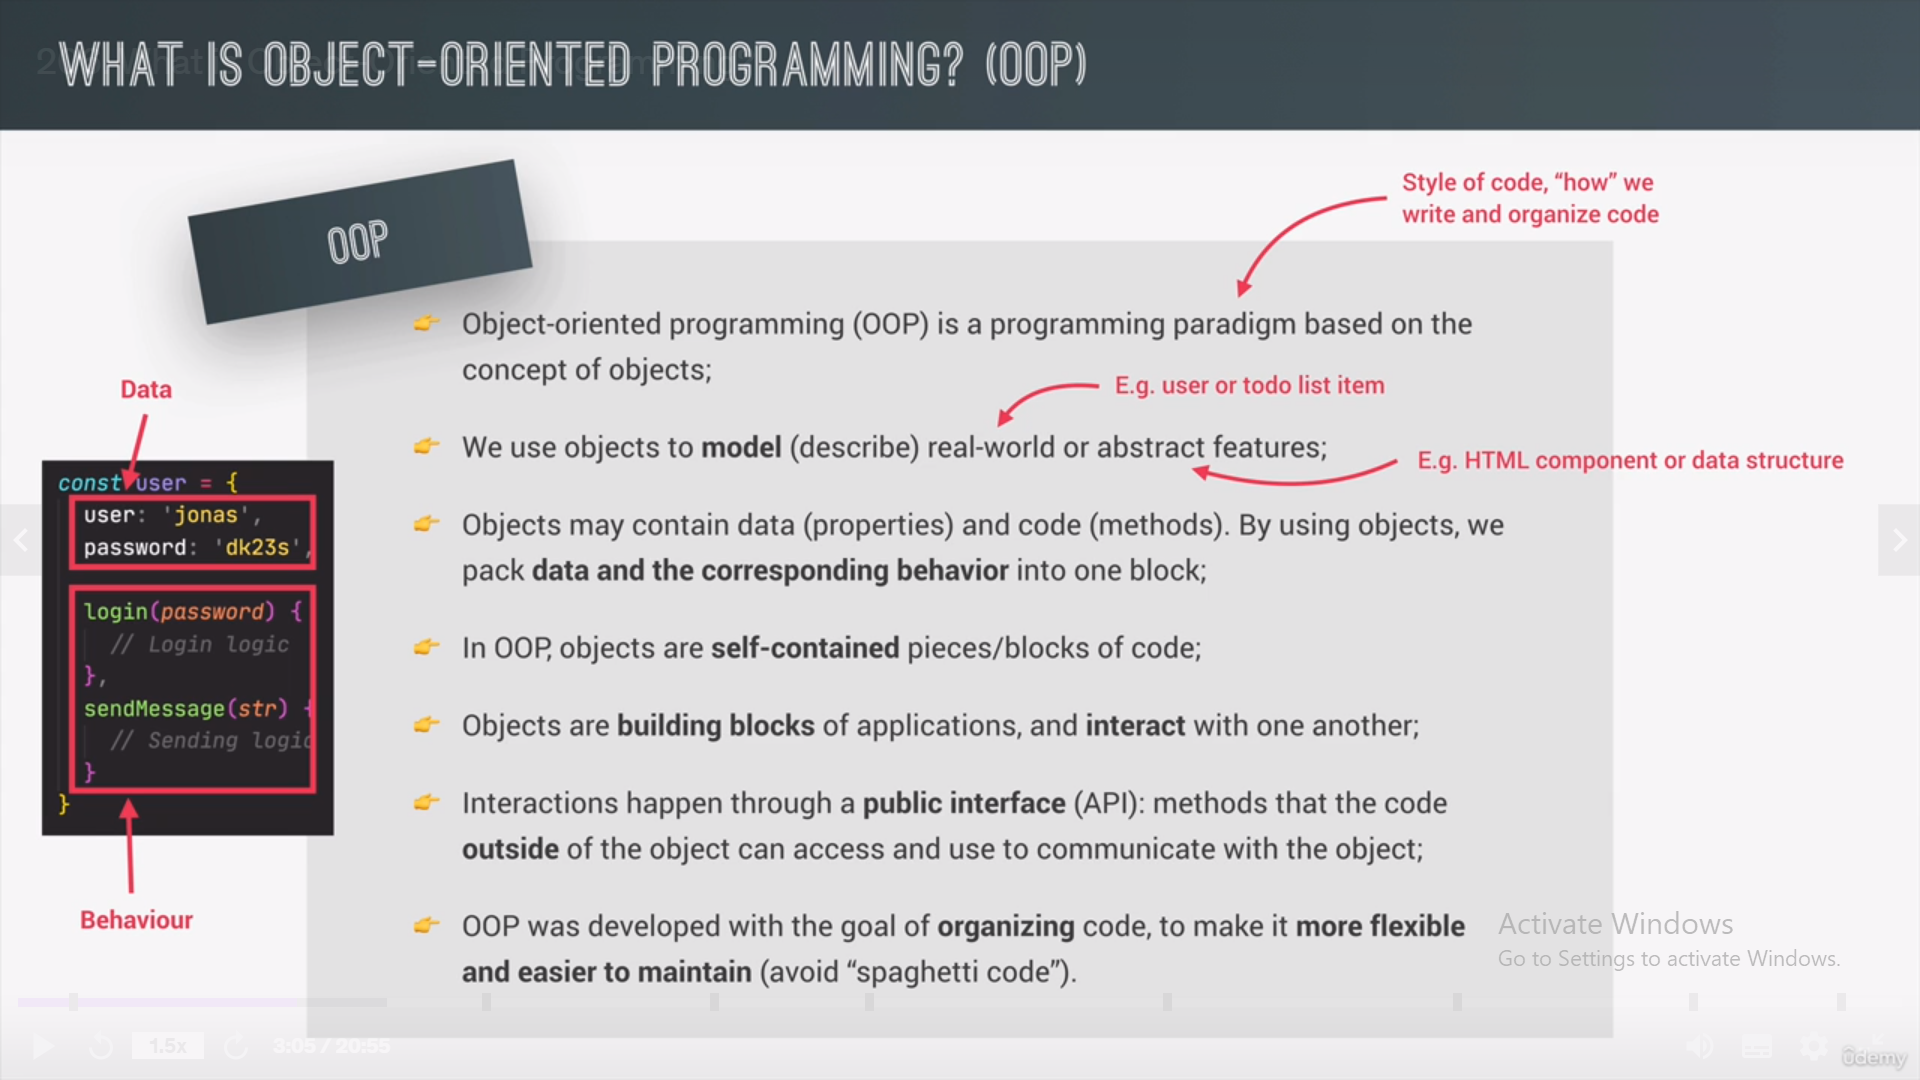 WHAT IS OBJECT-ORIENTED PROGRAMMING? (OOP)
OOP
Style of code, “how” we
write and organize code
Object-oriented programming (OOP) is a programming paradigm based on the
concept of objects;
E.g. user or todo list item
We use objects to model (describe) real-world or abstract features;
E.g. HTML component or data structure
Objects may contain data (properties) and code (methods). By using objects, we
pack data and the corresponding behavior into one block;
In OOP, objects are self-contained pieces/blocks of code;
Objects are building blocks of applications, and interact with one another;
Interactions happen through a public interface (API): methods that the code
outside of the object can access and use to communicate with the object;
OOP was developed with the goal of organizing code, to make it more flexible
and easier to maintain (avoid “spaghetti code”).
Data
const user = {
user: 'jonas',
password: 'dk23s',
login(password) {
// Login logic
},
sendMessage(str) {
// Sending logic
}
}
Behaviour
Activate Windows
Go to Settings to activate Windows.
1.5x
3:05 / 20:55
ûdemy